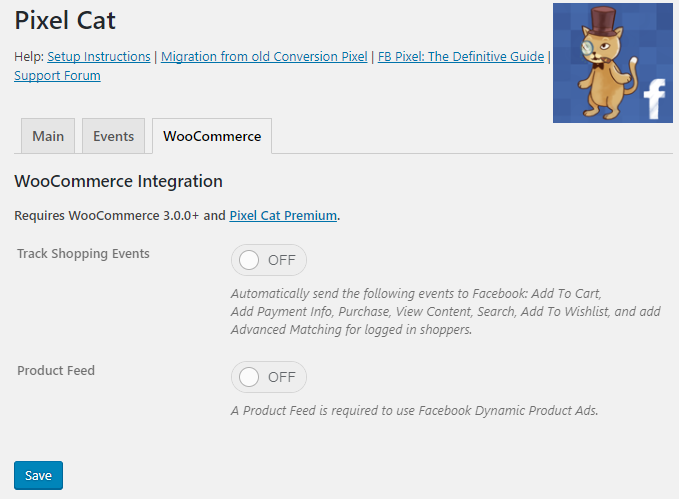 Pixel Cat
Help: Setup Instructions | Migration from old Conversion Pixel | FB Pixel: The Definitive Guide |
Support Forum
f
Main Events WooCommerce
WooCommerce Integration
Requires WooCommerce 3.0.0+ and Pixel Cat Premium.
Track Shopping Events OFF
Automatically send the following events to Facebook: Add To Cart,
Add Payment Info, Purchase, View Content, Search, Add To Wishlist, and add
Advanced Matching for logged in shoppers.
Product Feed OFF
A Product Feed is required to use Facebook Dynamic Product Ads.
Save